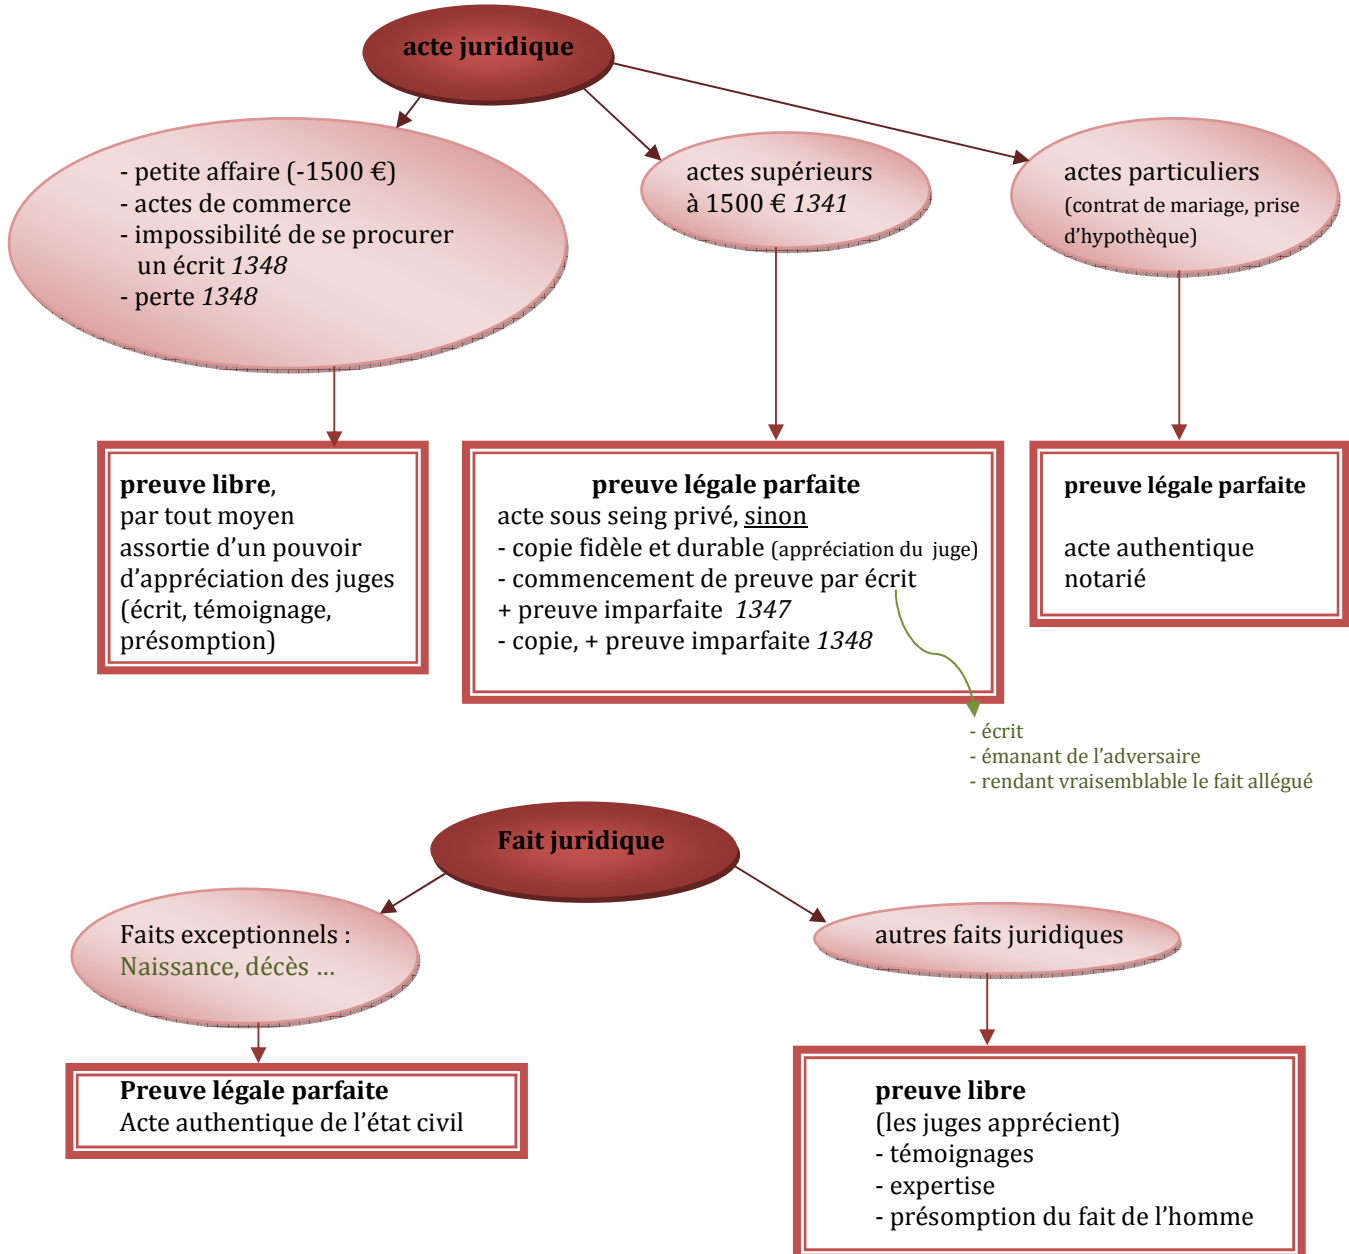 acte juridique
- petite affaire (-1500 €)
- actes de commerce
- impossibilité de se procurer
un écrit 1348
- perte 1348
actes supérieurs
à 1500 € 1341
actes particuliers
(contrat de mariage, prise
d’hypothèque)
preuve libre,
par tout moyen
assortie d’un pouvoir
d’appréciation des juges
(écrit, témoignage,
présomption)
preuve légale parfaite
acte sous seing privé, sinon
- copie fidèle et durable (appréciation du juge)
- commencement de preuve par écrit
+ preuve imparfaite 1347
- copie, + preuve imparfaite 1348
preuve légale parfaite
acte authentique
notarié
- écrit
- émanant de l’adversaire
- rendant vraisemblable le fait allégué
Fait juridique
Faits exceptionnels :
Naissance, décès …
autres faits juridiques
Preuve légale parfaite
Acte authentique de l’état civil
preuve libre
(les juges apprécient)
- témoignages
- expertise
- présomption du fait de l’homme